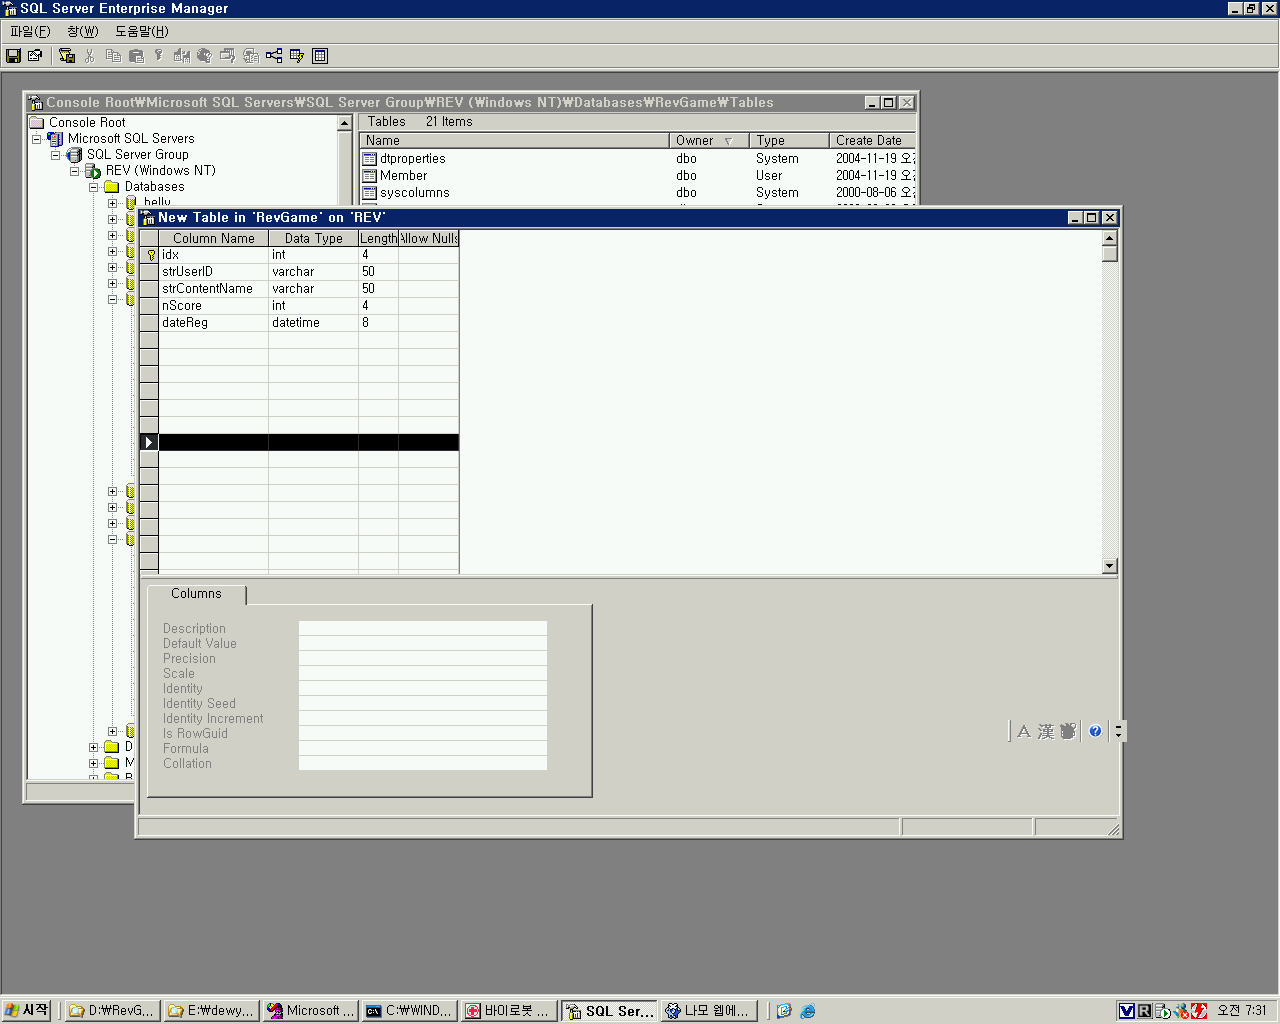 SQL Server Enterprise Manager
파일(F) 창(W) 도움말(H)
Console Root\Microsoft SQL Servers\SQL Server Group\REV (Windows NT)\Databases\RevGame\Tables
Console Root
Microsoft SQL Servers
SQL Server Group
REV (Windows NT)
Databases
Tables 21 Items
Name Owner Type Create Date
dtproperties dbo System 2004-11-19 오
Member dbo User 2004-11-19 오
syscolumns dbo System 2000-08-06 오
New Table in 'RevGame' on 'REV'
Column Name Data Type Length Allow Nulls
idx int 4
strUserID varchar 50
strContentName varchar 50
nScore int 4
dateReg datetime 8
D
M
Columns
Description
Default Value
Precision
Scale
Identity
Identity Seed
Identity Increment
Is RowGuid
Formula
Collation
A 漢
시작 D:\RevG... E:\dewy... Microsoft ... C:\WIND... 바이로봇 ... SQL Ser... 나모 웹에... 오전 7:31